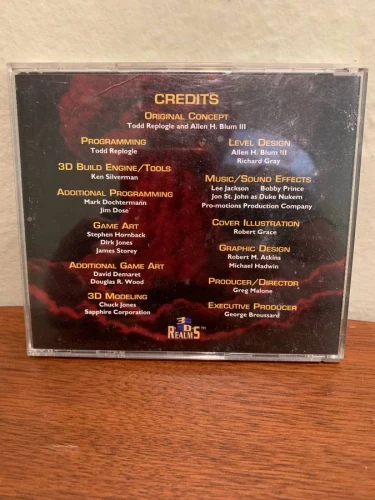 CREDITS
ORIGINAL CONCEPT
Todd Replogle and Allen H. Blum III
PROGRAMMING
Todd Replogle
3D BUILD ENGINE/TOOLS
Ken Silverman
ADDITIONAL PROGRAMMING
Mark Dochtermann
Jim Dosé
GAME ART
Stephen Hornback
Dirk Jones
James Storey
ADDITIONAL GAME ART
David Demaret
Douglas R. Wood
3D MODELING
Chuck Jones
Sapphire Corporation
LEVEL DESIGN
Allen H. Blum III
Richard Gray
MUSIC/SOUND EFFECTS
Lee Jackson Bobby Prince
Jon St. John as Duke Nukem
Pro-motions Production Company
COVER ILLUSTRATION
Robert Grace
GRAPHIC DESIGN
Robert M. Atkins
Michael Hadwin
PRODUCER/DIRECTOR
Greg Malone
EXECUTIVE PRODUCER
George Broussard
3D
REALMS™